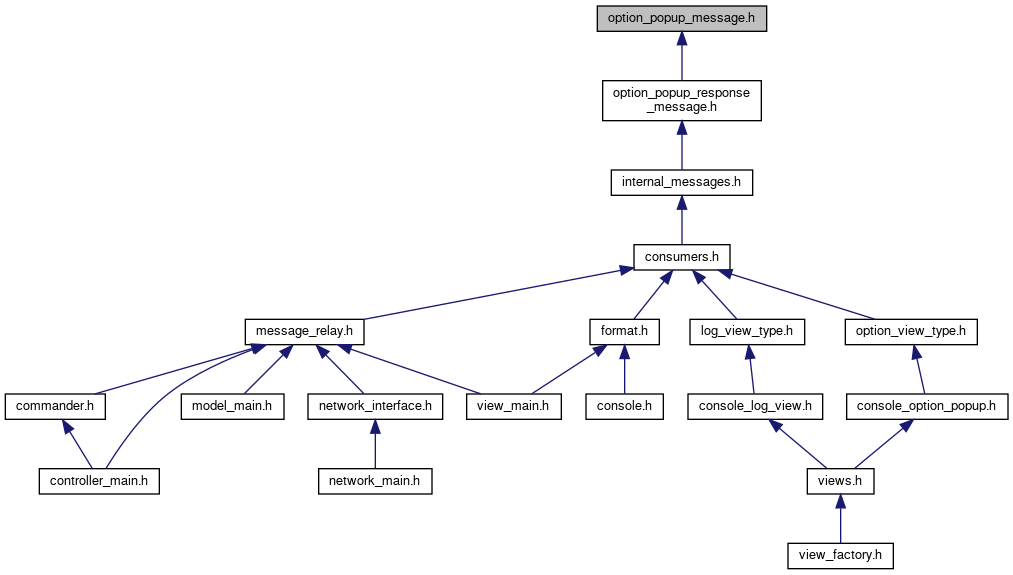 option_popup_message.h
option_popup_response
_message.h
internal_messages.h
consumers.h
message_relay.h
format.h
log_view_type.h
option_view_type.h
commander.h
model_main.h
network_interface.h
view_main.h
console.h
console_log_view.h
console_option_popup.h
controller_main.h
network_main.h
views.h
view_factory.h